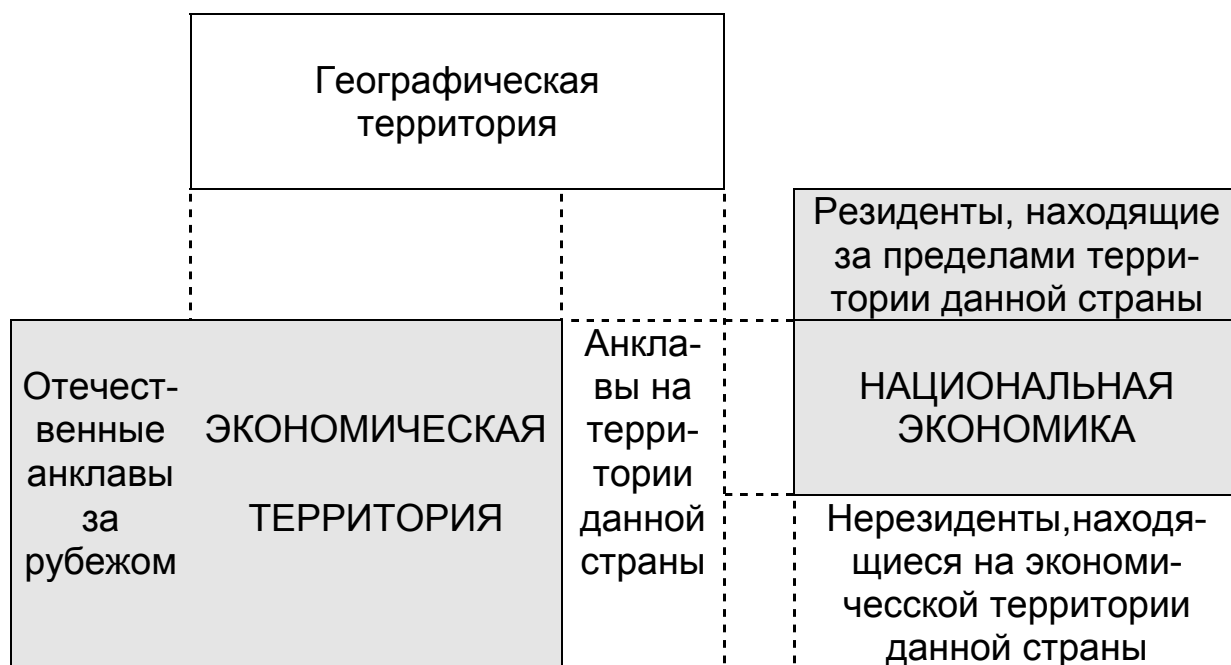 Географическая
территория
Резиденты, находящие
за пределами терри-
тории данной страны
Отечест-
венные
анклавы
за
рубежом
ЭКОНОМИЧЕСКАЯ
ТЕРРИТОРИЯ
Анкла-
вы на
терри-
тории
данной
страны
НАЦИОНАЛЬНАЯ
ЭКОНОМИКА
Нерезиденты,находя-
щиеся на экономи-
чесской территории
данной страны